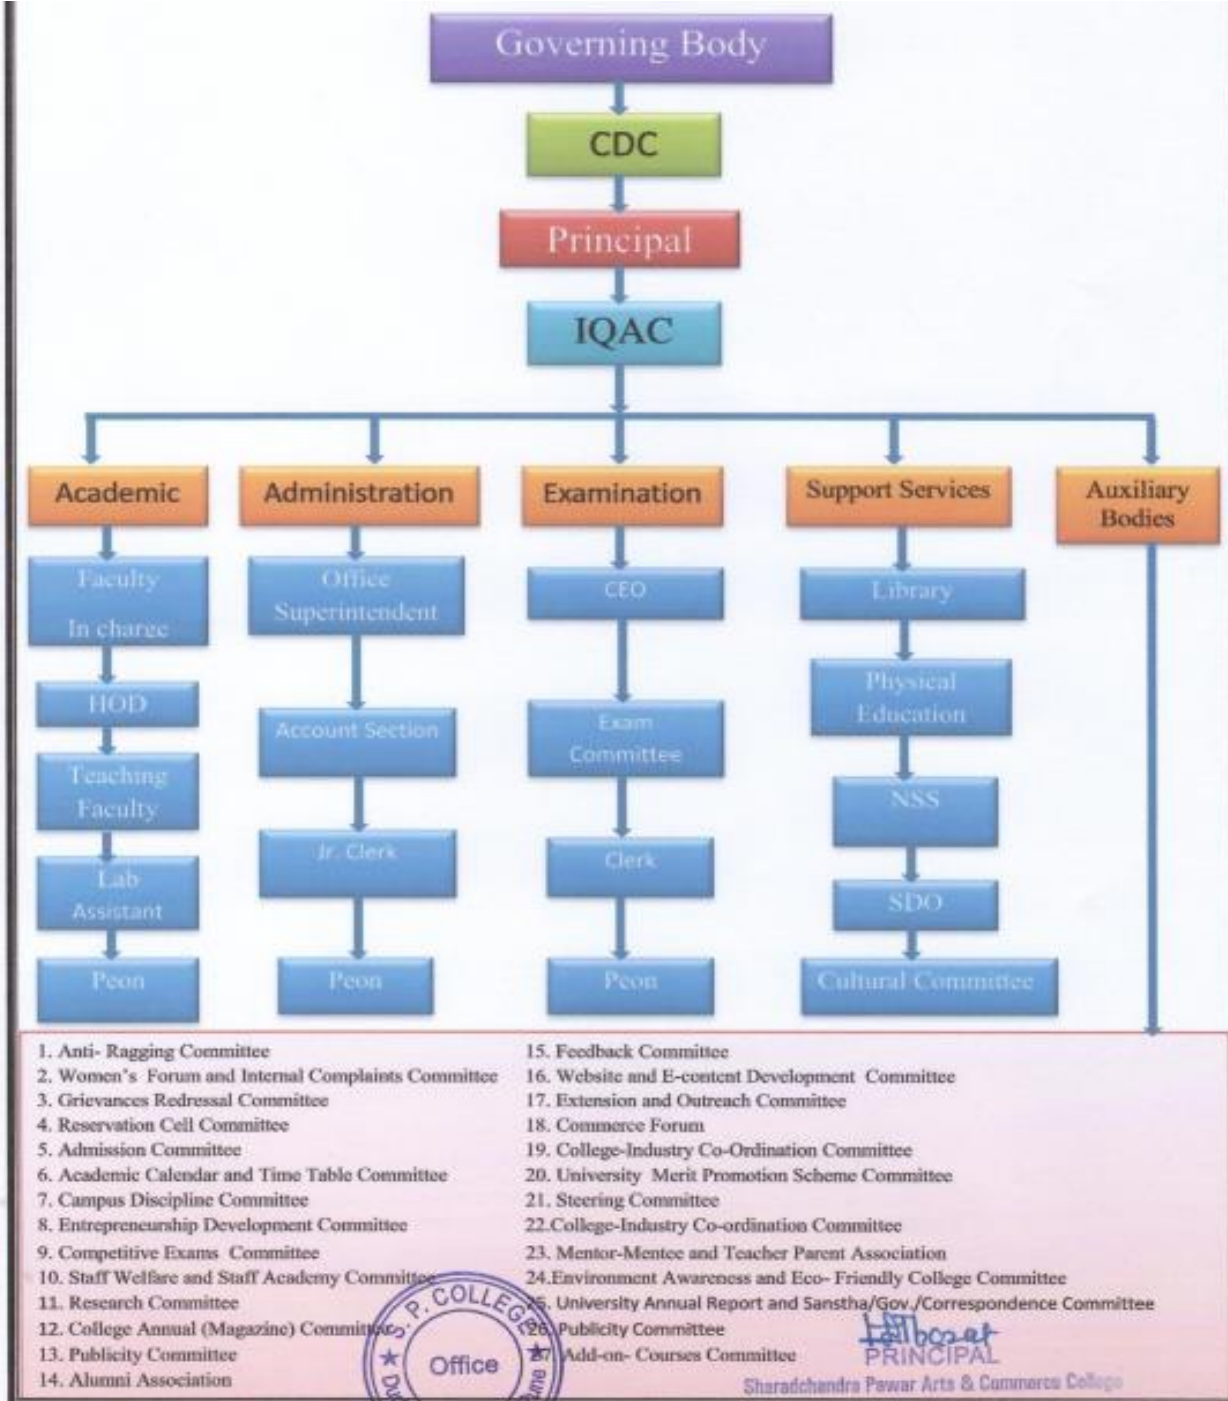 Governing Body
CDC
Principal
IQAC
Academic
Administration
Examination
Support Services
Auxiliary
Bodies
Faculty
In charge
HOD
Teaching
Faculty
Lab
Assistant
Peon
Office
Superintendent
Account Section
Jr. Clerk
Peon
CEO
Exam
Committee
Clerk
Peon
Library
Physical
Education
NSS
SDO
Cultural Committee
1. Anti- Ragging Committee
2. Women's Forum and Internal Complaints Committee
3. Grievances Redressal Committee
4. Reservation Cell Committee
5. Admission Committee
6. Academic Calendar and Time Table Committee
7. Campus Discipline Committee
8. Entrepreneurship Development Committee
9. Competitive Exams Committee
10. Staff Welfare and Staff Academy Committee
11. Research Committee
12. College Annual (Magazine) Committee
13. Publicity Committee
14. Alumni Association
15. Feedback Committee
16. Website and E-content Development Committee
17. Extension and Outreach Committee
18. Commerce Forum
19. College-Industry Co-Ordination Committee
20. University Merit Promotion Scheme Committee
21. Steering Committee
22.College-Industry Co-ordination Committee
23. Mentor-Mentee and Teacher Parent Association
24.Environment Awareness and Eco- Friendly College Committee
25. University Annual Report and Sanstha/Gov./Correspondence Committee
26. Publicity Committee
27. Add-on- Courses Committee
S. P. COLLEGE
Office
PRINCIPAL
Sharadchandra Pawar Arts & Commerce College